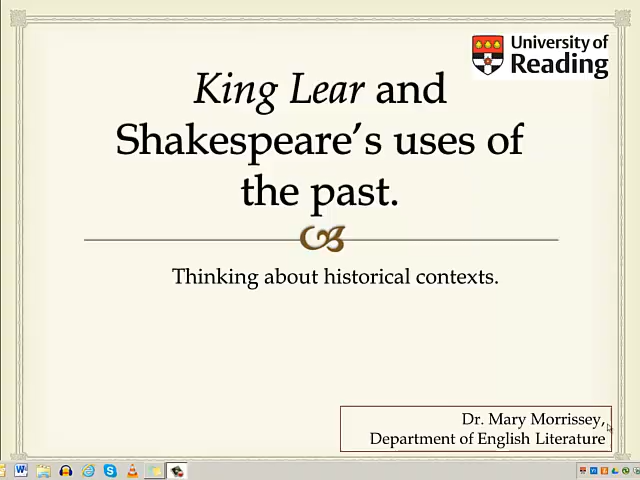 University of
Reading
King Lear and
Shakespeare's uses of
the past.
Thinking about historical contexts.
Dr. Mary Morrissey,
Department of English Literature